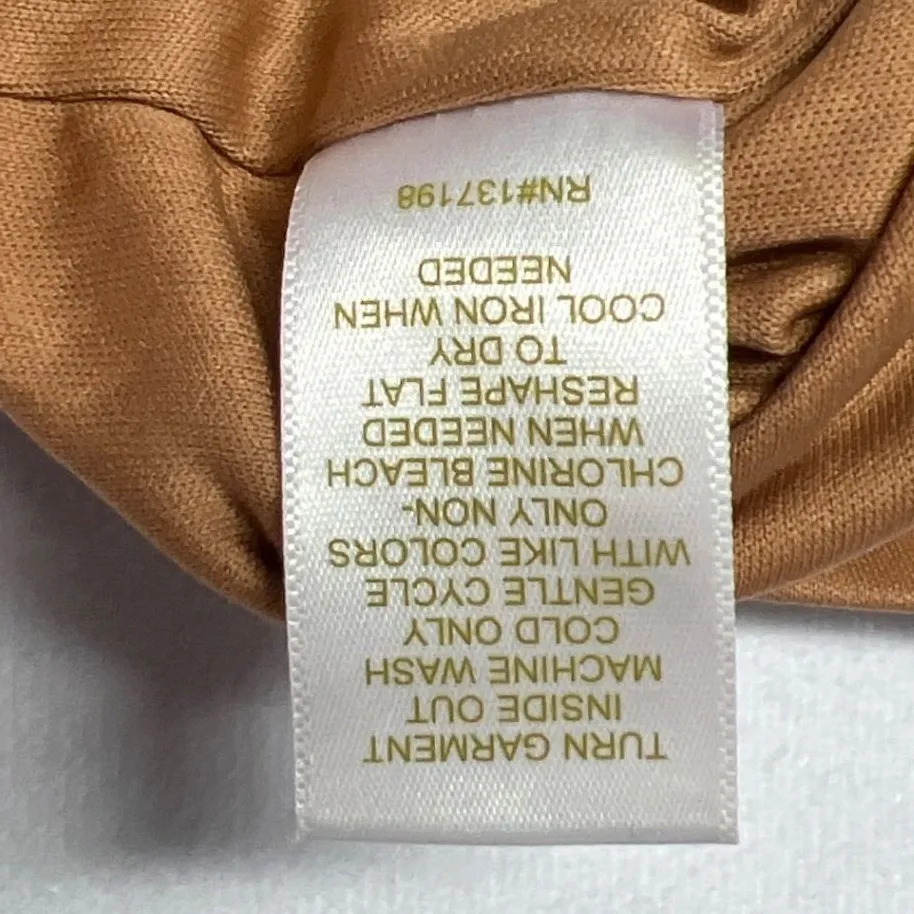 TURN GARMENT
INSIDE OUT
MACHINE WASH
COLD ONLY
GENTLE CYCLE
WITH LIKE COLORS
ONLY NON-
CHLORINE BLEACH
WHEN NEEDED
RESHAPE FLAT
TO DRY
COOL IRON WHEN
NEEDED
RN#137198